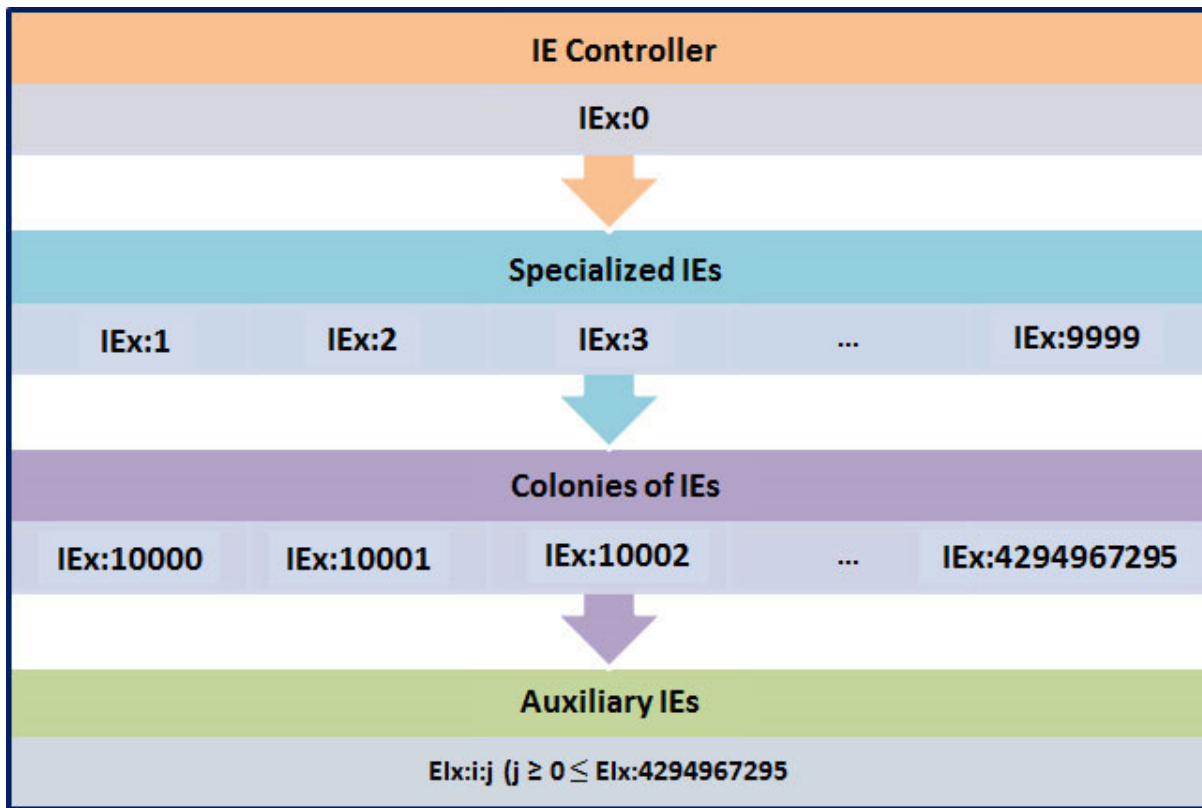 IE Controller
IEx:0
Specialized IEs
IEx:1 IEx:2 IEx:3 ... IEx:9999
Colonies of IEs
IEx:10000 IEx:10001 IEx:10002 ... IEx:4294967295
Auxiliary IEs
EIx:i:j (j ≥ 0 ≤ EIx:4294967295